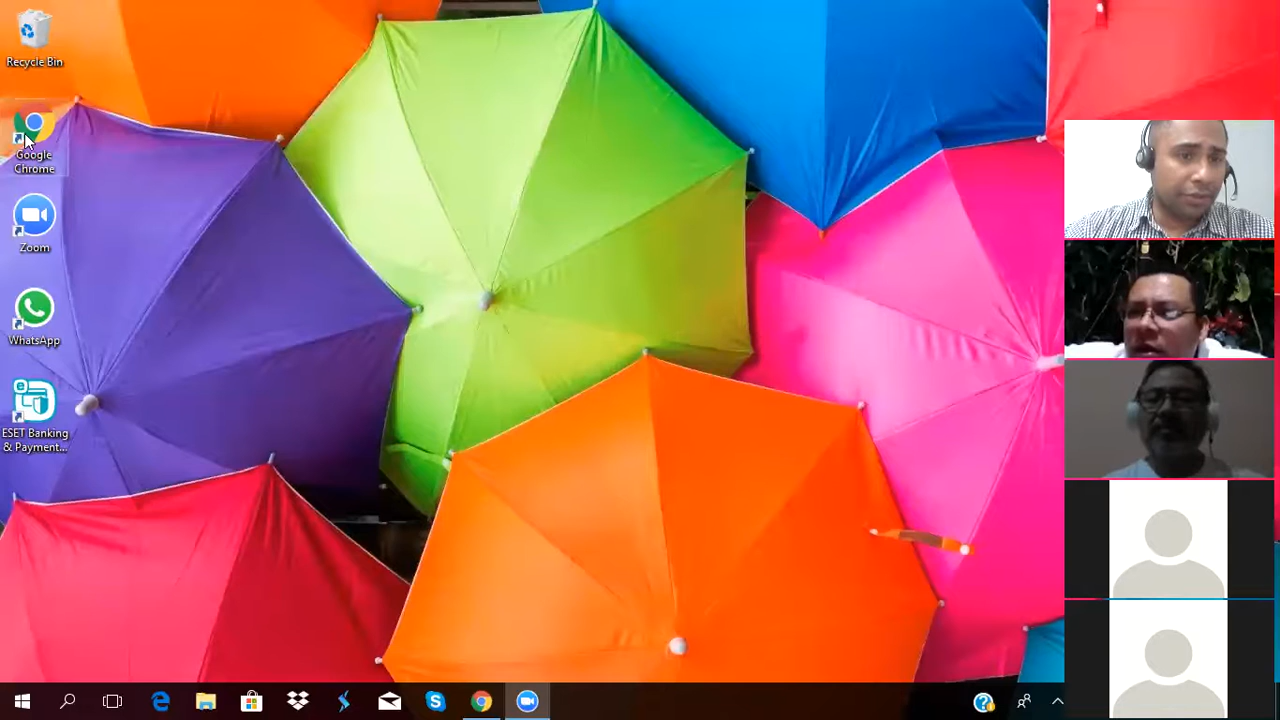 Recycle Bin
Google
Chrome
Zoom
WhatsApp
ESET Banking
& Payment...